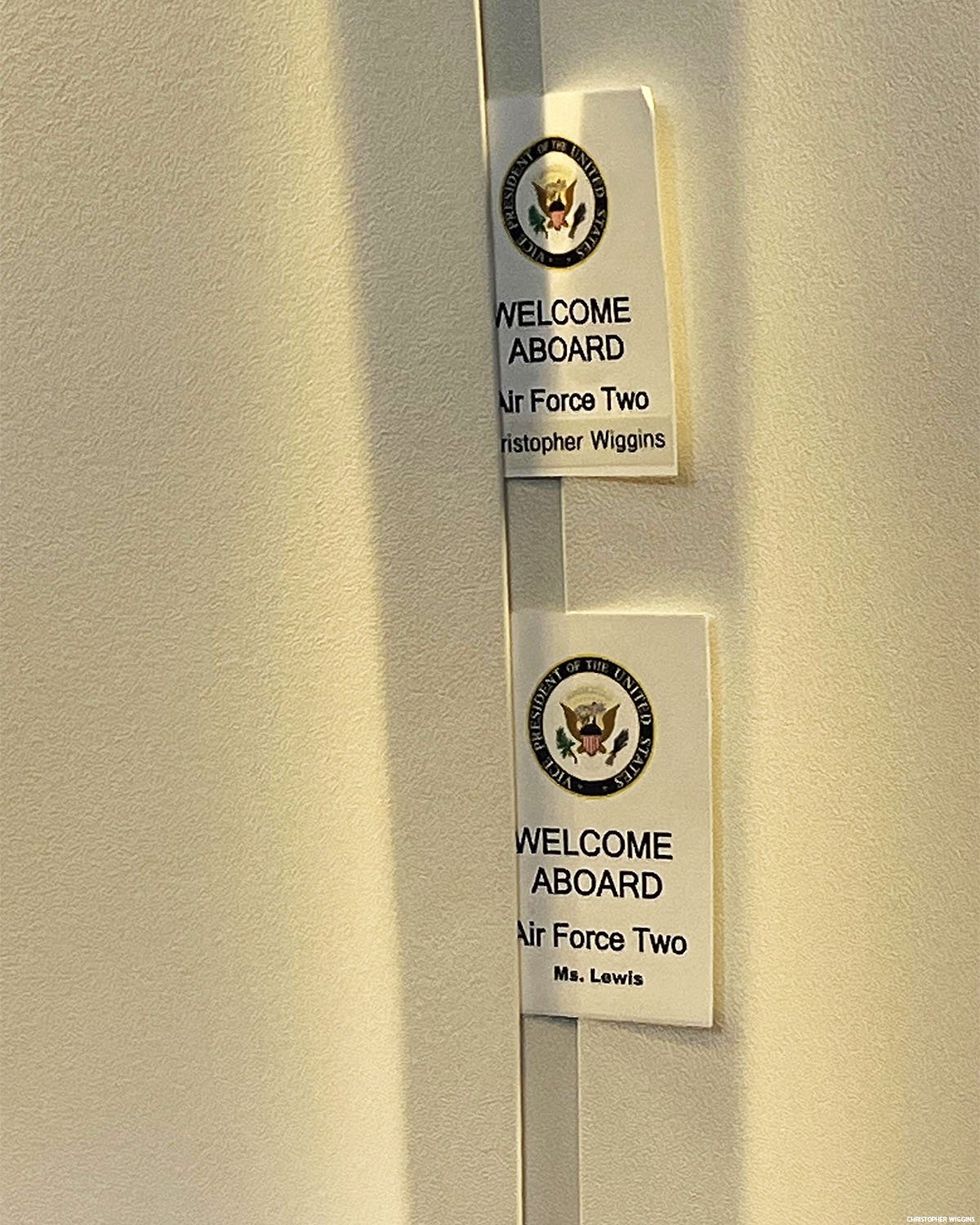 VICE PRESIDENT OF THE UNITED STATES
WELCOME
ABOARD
Air Force Two
ristopher Wiggins
VICE PRESIDENT OF THE UNITED STATES
WELCOME
ABOARD
Air Force Two
Ms. Lewis
CHRISTOPHER WIGGINS